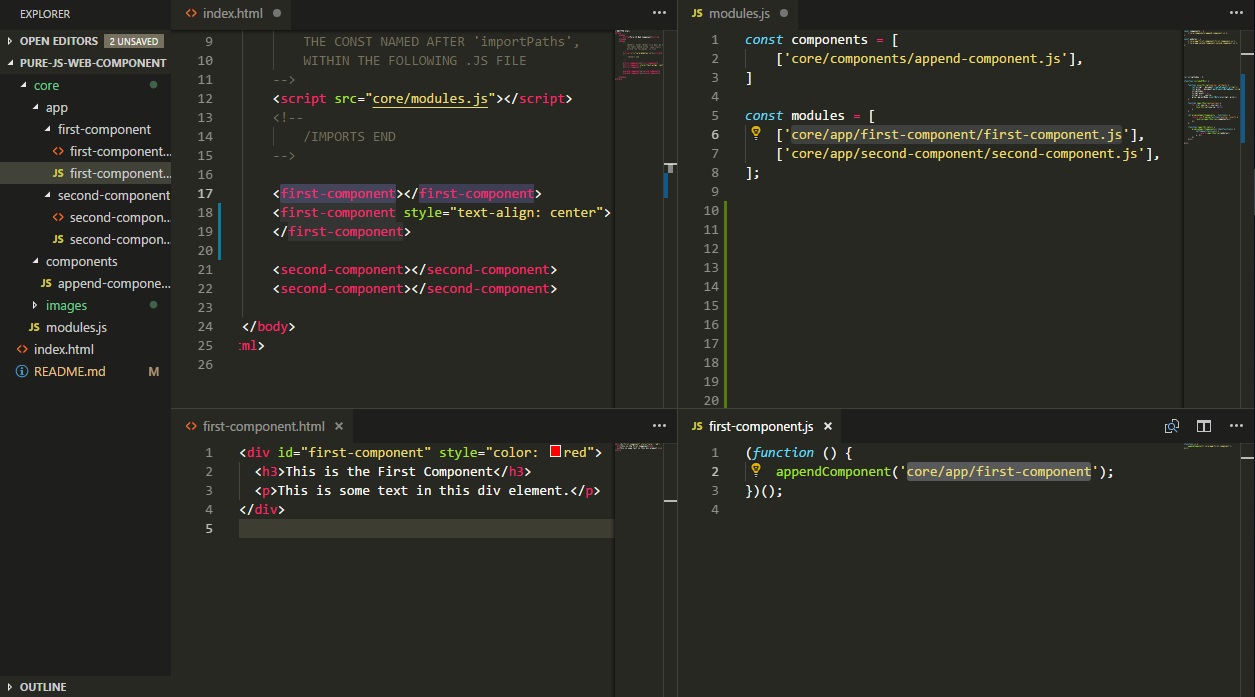 EXPLORER
OPEN EDITORS 2 UNSAVED
PURE-JS-WEB-COMPONENT
core
app
first-component
<> first-component...
JS first-component...
second-component
<> second-compon...
JS second-compon...
components
JS append-compone...
images
JS modules.js
<> index.html
README.md M
OUTLINE
<> index.html
9 THE CONST NAMED AFTER 'importPaths',
10 WITHIN THE FOLLOWING .JS FILE
11 -->
12 <script src="core/modules.js"></script>
13 <!--
14 /IMPORTS END
15 -->
16
17 <first-component></first-component>
18 <first-component style="text-align: center">
19 </first-component>
20
21 <second-component></second-component>
22 <second-component></second-component>
23
24 </body>
25 ml>
26
JS modules.js
1 const components = [
2 ['core/components/append-component.js'],
3 ]
4
5 const modules = [
6 ['core/app/first-component/first-component.js'],
7 ['core/app/second-component/second-component.js'],
8 ];
9
10
11
12
13
14
15
16
17
18
19
20
<> first-component.html ×
1 <div id="first-component" style="color: red">
2 <h3>This is the First Component</h3>
3 <p>This is some text in this div element.</p>
4 </div>
5
JS first-component.js ×
1 (function () {
2 appendComponent('core/app/first-component');
3 })();
4